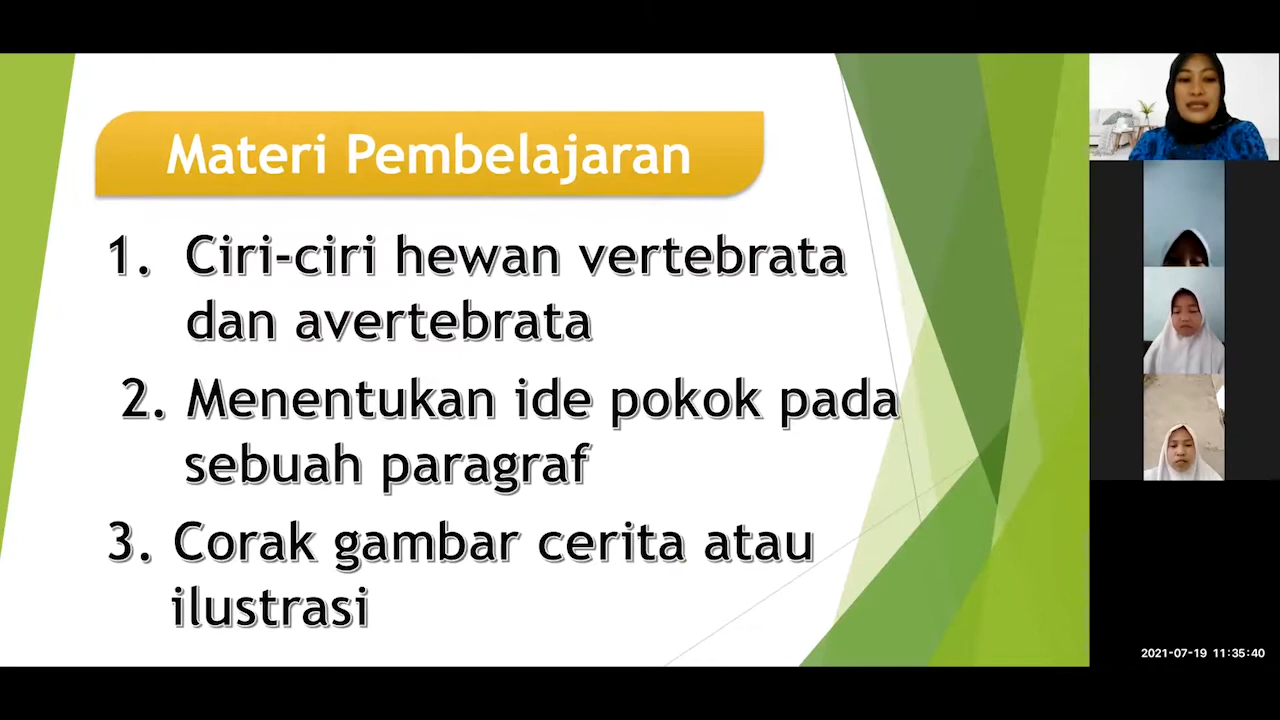 Materi Pembelajaran
1. Ciri-ciri hewan vertebrata
dan avertebrata
2. Menentukan ide pokok pada
sebuah paragraf
3. Corak gambar cerita atau
ilustrasi
2021-07-19 11:35:40